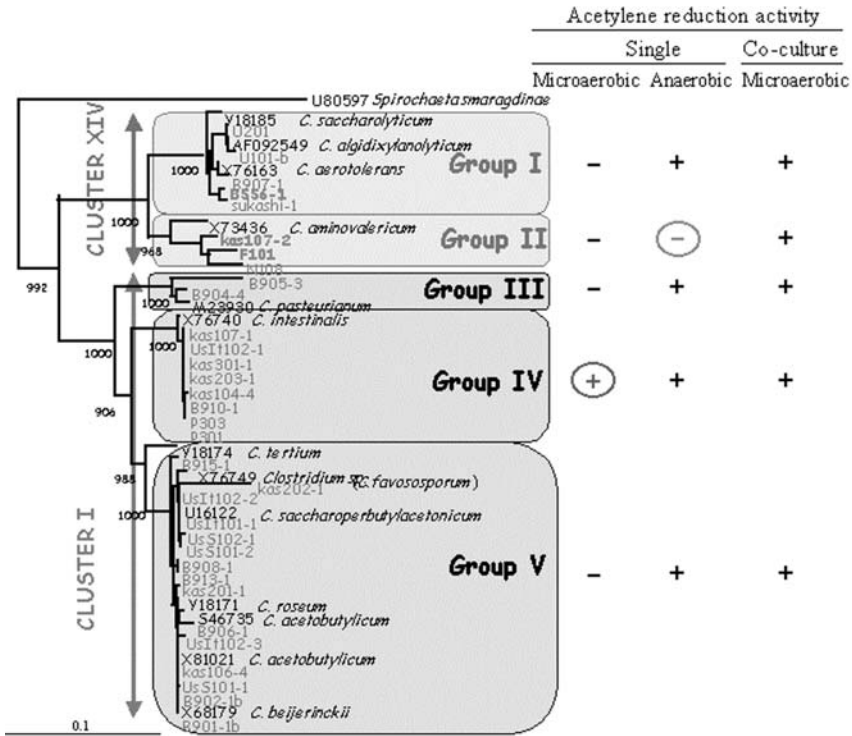 Acetylene reduction activity
Single Co-culture
Microaerobic Anaerobic Microaerobic
U80597 Spirochaetasmaragdinae
CLUSTER XIV
Y18185 C. saccharolyticum
U201
AF092549 C. algidixylanolyticum
U101-b
Group I
- + +
1000
X76163 C. aerotolerans
B907-1
BS56-1
sukashi-1
1000
X73436 C. aminovalericum
kas107-2
Group II
- - +
968
F101
KU08
992
B905-3
B904-4
Group III
- + +
1000
M23930 C. pasteurianum
X76740 C. intestinalis
1000
kas107-1
1000
UsIt102-1
kas301-1
kas203-1
Group IV
+ + +
kas104-4
B910-1
906
P303
P301
Y18174 C. tertium
B915-1
988
X76749 Clostridium s (C. favososporum)
kas202-1
UsIt102-2
1000
U16122 C. saccharoperbutylacetonicum
UsIt101-1
UsS102-1
UsS101-2
CLUSTER I
B908-1
Group V
- + +
B913-1
kas201-1
Y18171 C. roseum
S46735 C. acetobutylicum
B906-1
UsIt102-3
X81021 C. acetobutylicum
kas106-4
UsS101-1
B902-1b
X68179 C. beijerinckii
B901-1b
0.1